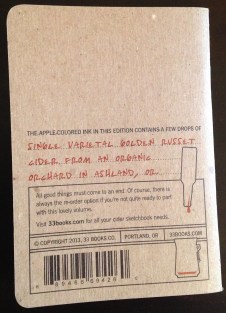 THE APPLE-COLORED INK IN THIS EDITION CONTAINS A FEW DROPS OF
SINGLE VARIETAL GOLDEN RUSSET
CIDER FROM AN ORGANIC
ORCHARD IN ASHLAND, OR.
All good things must come to an end. Of course, there is
always the re-order option if you're not quite ready to part
with this lovely volume.
Visit 33books.com for all your cider sketchbook needs.
© COPYRIGHT 2013, 33 BOOKS CO. PORTLAND, OR 33BOOKS.COM